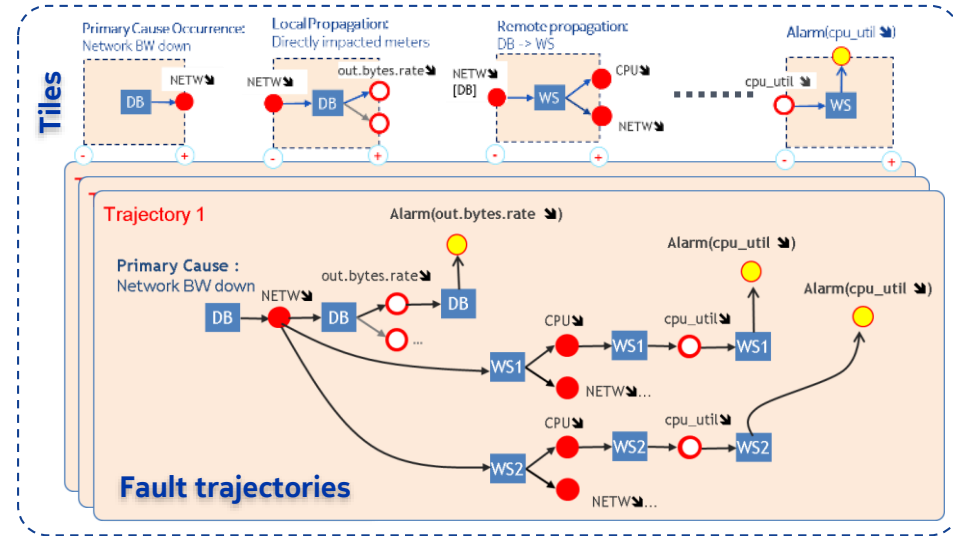 Primary Cause Occurrence:
Network BW down
Local Propagation:
Directly impacted meters
Remote propagation:
DB -> WS
Alarm(cpu_util ⬊)
Tiles
NETW⬊
DB
NETW⬊
out.bytes.rate⬊
DB
NETW⬊
[DB]
CPU⬊
WS
NETW⬊
cpu_util ⬊
WS
- + - + - + - +
Trajectory 1
Alarm(out.bytes.rate ⬊)
Alarm(cpu_util ⬊)
Alarm(cpu_util ⬊)
Primary Cause :
Network BW down
out.bytes.rate⬊
NETW⬊
DB
DB
DB
...
CPU⬊
cpu_util⬊
WS1
WS1
WS1
NETW⬊...
CPU⬊
cpu_util⬊
WS2
WS2
WS2
NETW⬊...
Fault trajectories